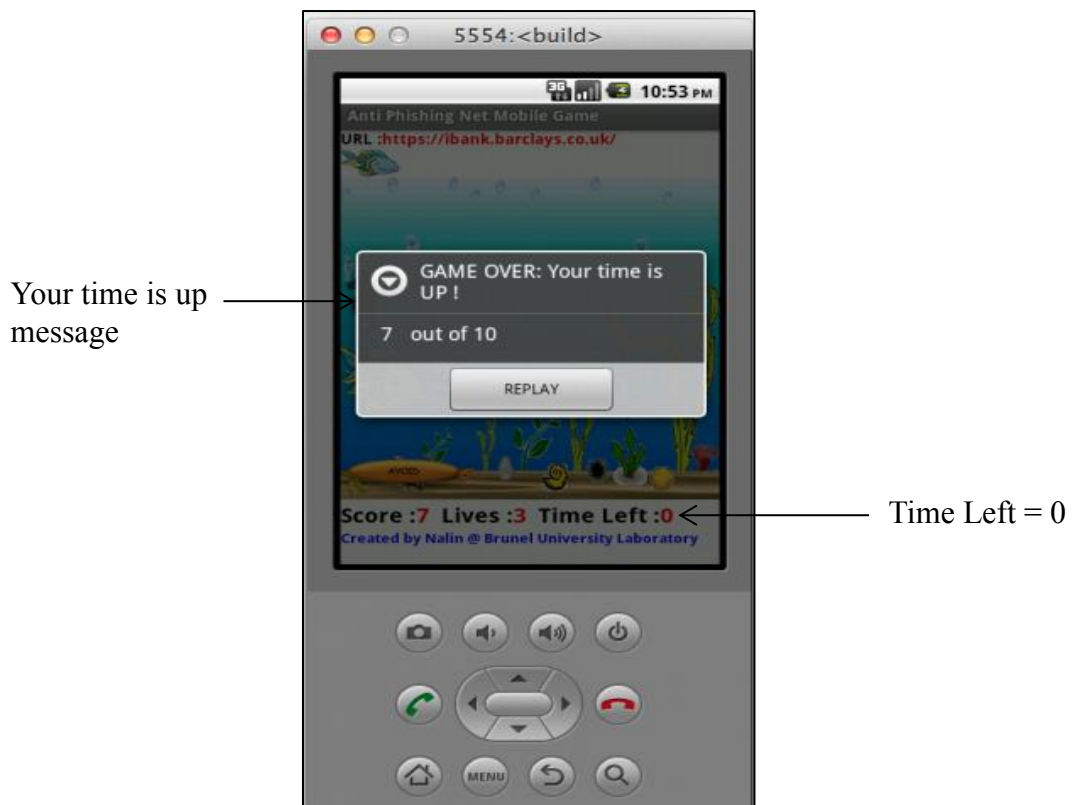 5554:<build>
3G
10:53 PM
Anti Phishing Net Mobile Game
URL :https://ibank.barclays.co.uk/
GAME OVER: Your time is
UP !
7 out of 10
REPLAY
AVOID
Score :7 Lives :3 Time Left :0
Created by Nalin @ Brunel University Laboratory
MENU
Your time is up
message
Time Left = 0